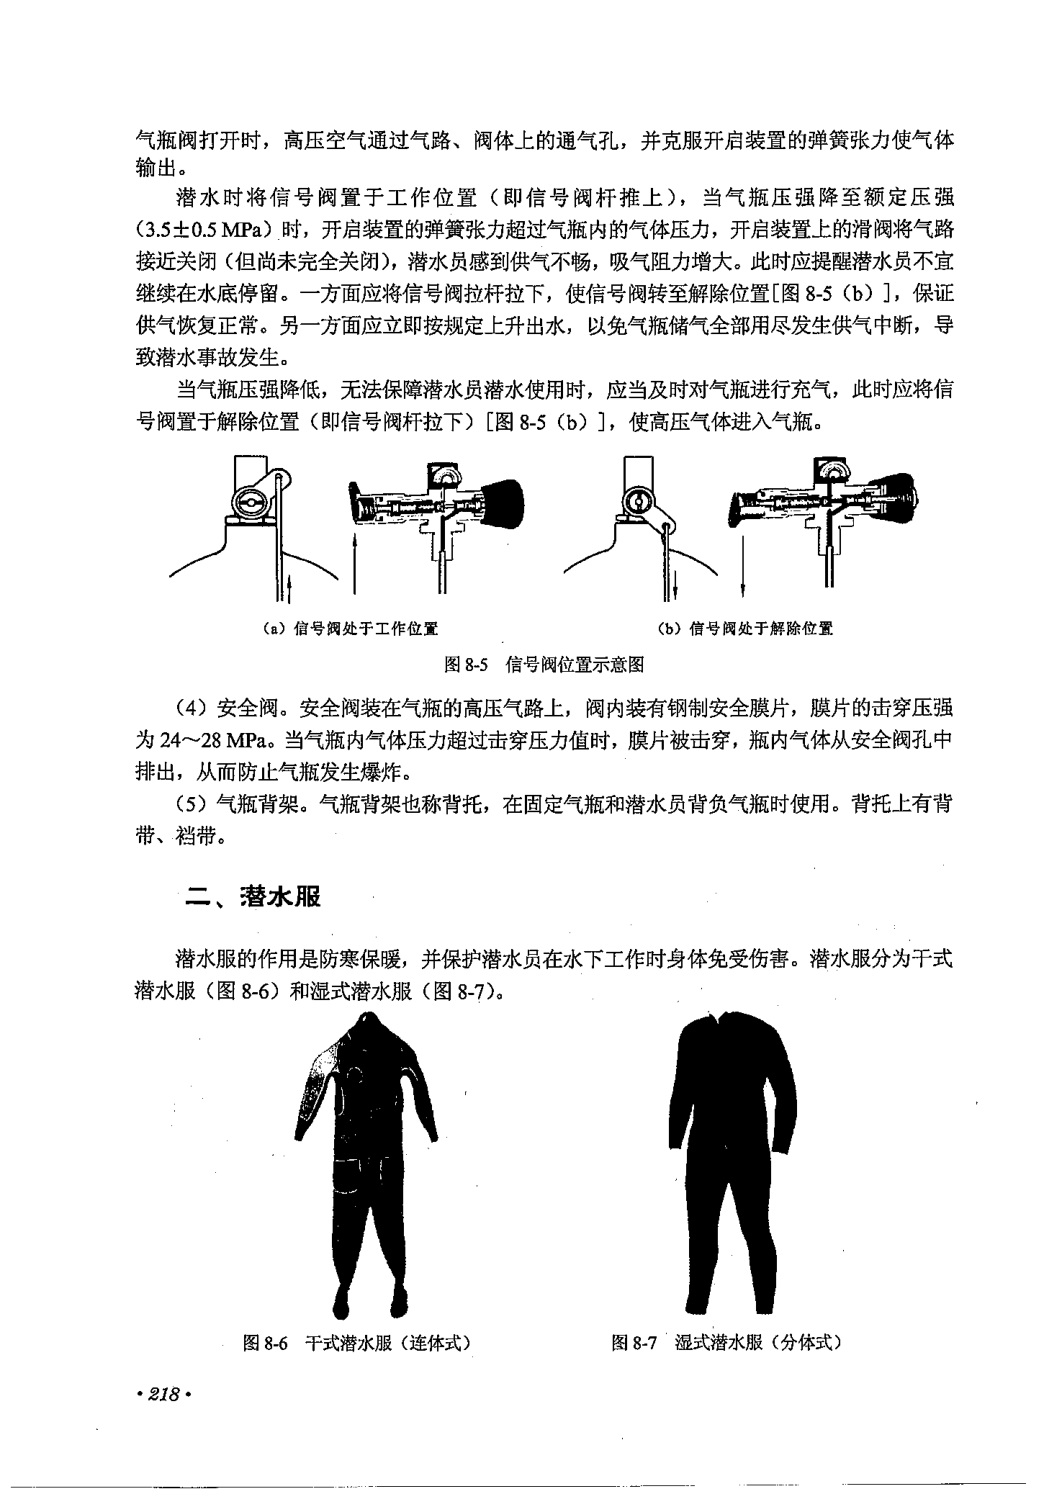 气瓶阀打开时，高压空气通过气路、阀体上的通气孔，并克服开启装置的弹簧张力使气体
输出。
潜水时将信号阀置于工作位置（即信号阀杆推上），当气瓶压强降至额定压强
（3.5±0.5 MPa）时，开启装置的弹簧张力超过气瓶内的气体压力，开启装置上的滑阀将气路
接近关闭（但尚未完全关闭），潜水员感到供气不畅，吸气阻力增大。此时应提醒潜水员不宜
继续在水底停留。一方面应将信号阀拉杆拉下，使信号阀转至解除位置[图 8-5（b）]，保证
供气恢复正常。另一方面应立即按规定上升出水，以免气瓶储气全部用尽发生供气中断，导
致潜水事故发生。
当气瓶压强降低，无法保障潜水员潜水使用时，应当及时对气瓶进行充气，此时应将信
号阀置于解除位置（即信号阀杆拉下）[图 8-5（b）]，使高压气体进入气瓶。
（a）信号阀处于工作位置
（b）信号阀处于解除位置
图 8-5 信号阀位置示意图
（4）安全阀。安全阀装在气瓶的高压气路上，阀内装有钢制安全膜片，膜片的击穿压强
为 24～28 MPa。当气瓶内气体压力超过击穿压力值时，膜片被击穿，瓶内气体从安全阀孔中
排出，从而防止气瓶发生爆炸。
（5）气瓶背架。气瓶背架也称背托，在固定气瓶和潜水员背负气瓶时使用。背托上有背
带、裆带。
二、潜水服
潜水服的作用是防寒保暖，并保护潜水员在水下工作时身体免受伤害。潜水服分为干式
潜水服（图 8-6）和湿式潜水服（图 8-7）。
图 8-6 干式潜水服（连体式）
图 8-7 湿式潜水服（分体式）
·218·